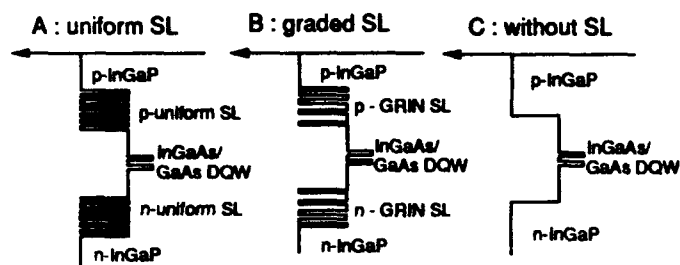 A : uniform SL
p-InGaP
p-uniform SL
InGaAs/
GaAs DQW
n-uniform SL
n-InGaP
B : graded SL
p-InGaP
p - GRIN SL
InGaAs/
GaAs DQW
n - GRIN SL
n-InGaP
C : without SL
p-InGaP
InGaAs/
GaAs DQW
n-InGaP